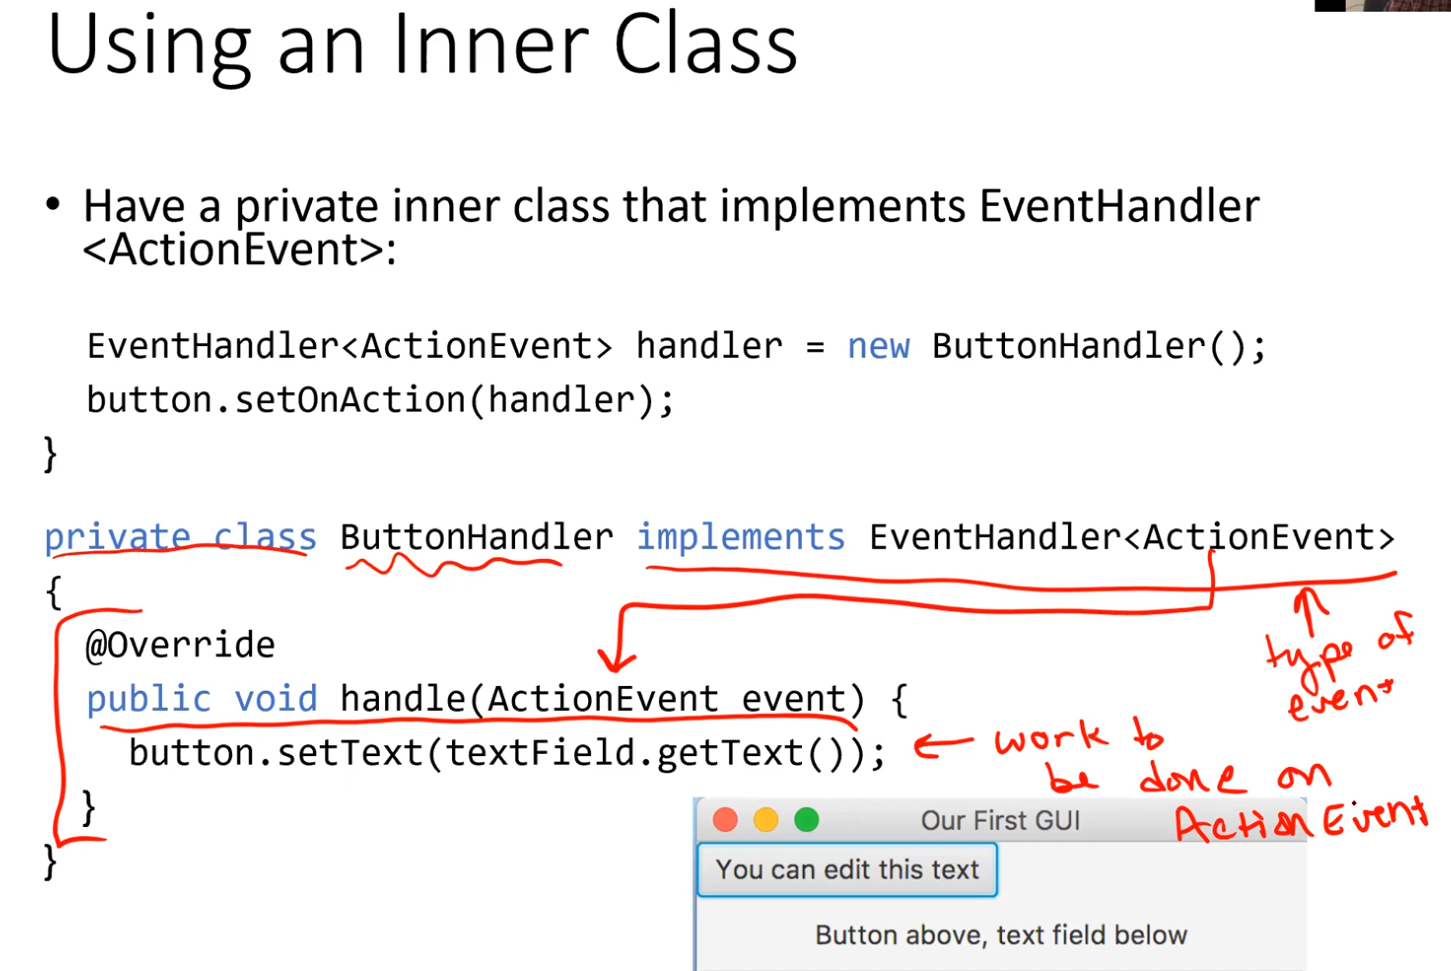 Using an Inner Class
• Have a private inner class that implements EventHandler
<ActionEvent>:
EventHandler<ActionEvent> handler = new ButtonHandler();
button.setOnAction(handler);
}
private class ButtonHandler implements EventHandler<ActionEvent>
{
@Override
public void handle(ActionEvent event) {
button.setText(textField.getText());
}
}
type of
event
work to
be done on
ActionEvent
Our First GUI
You can edit this text
Button above, text field below